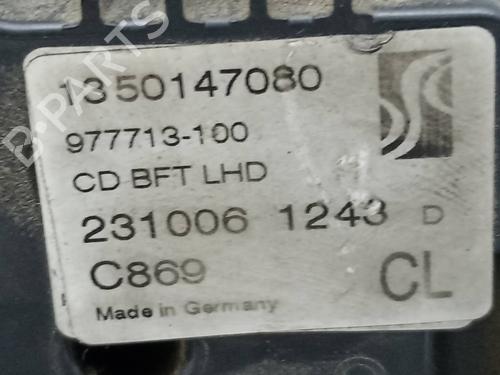 1350147080
977713-100
CD BFT LHD
231006 1243 D
C869
CL
Made in Germany
B-PARTS